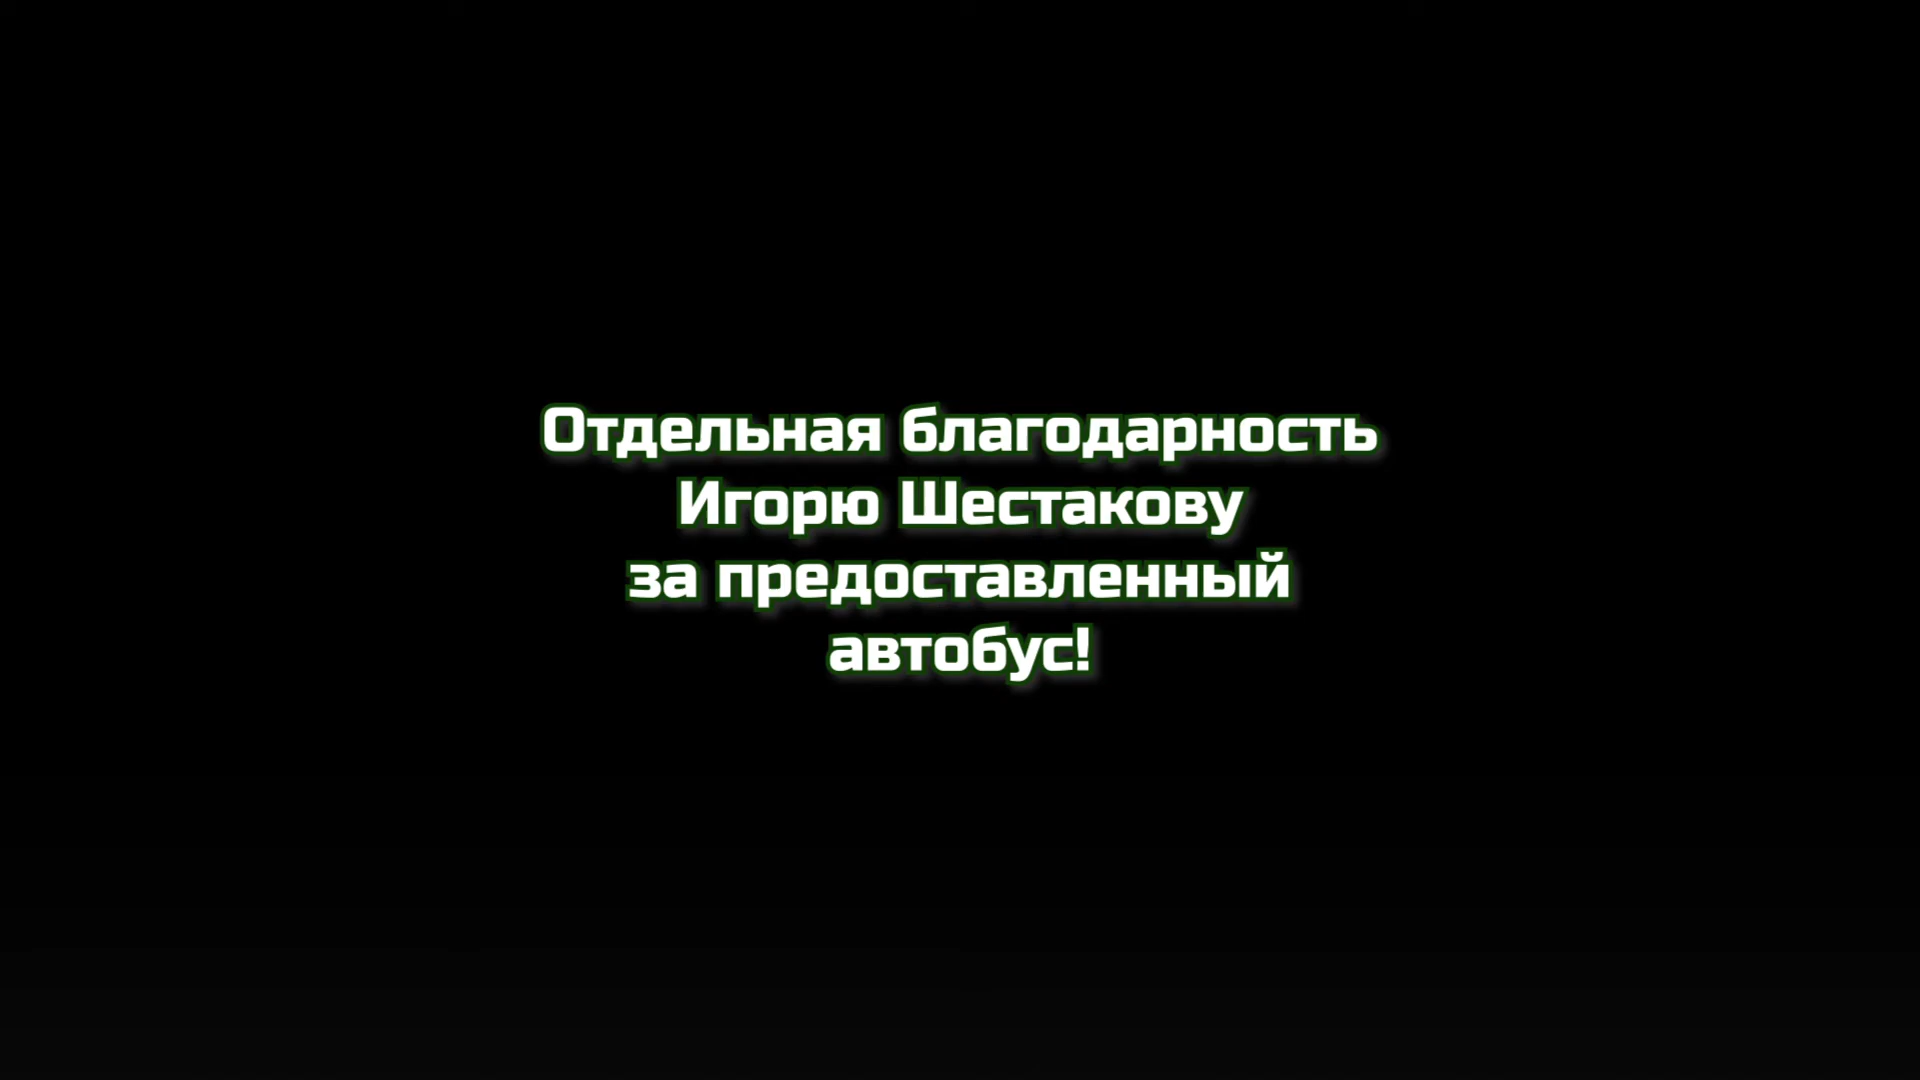 Отдельная благодарность
Игорю Шестакову
за предоставленный
автобус!